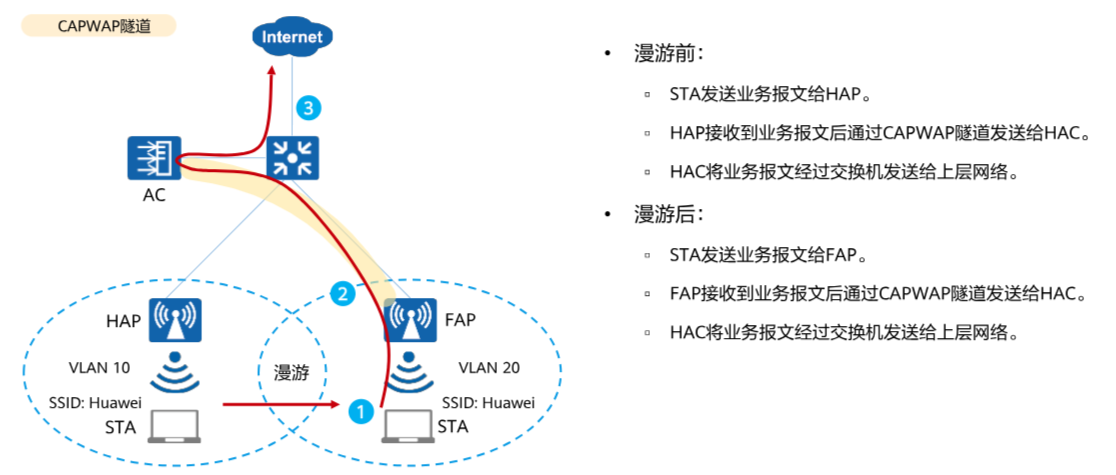 CAPWAP隧道
Internet
3
AC
2
HAP
FAP
VLAN 10
漫游
VLAN 20
SSID: Huawei
1
SSID: Huawei
STA
STA
• 漫游前：
▫ STA发送业务报文给HAP。
▫ HAP接收到业务报文后通过CAPWAP隧道发送给HAC。
▫ HAC将业务报文经过交换机发送给上层网络。
• 漫游后：
▫ STA发送业务报文给FAP。
▫ FAP接收到业务报文后通过CAPWAP隧道发送给HAC。
▫ HAC将业务报文经过交换机发送给上层网络。